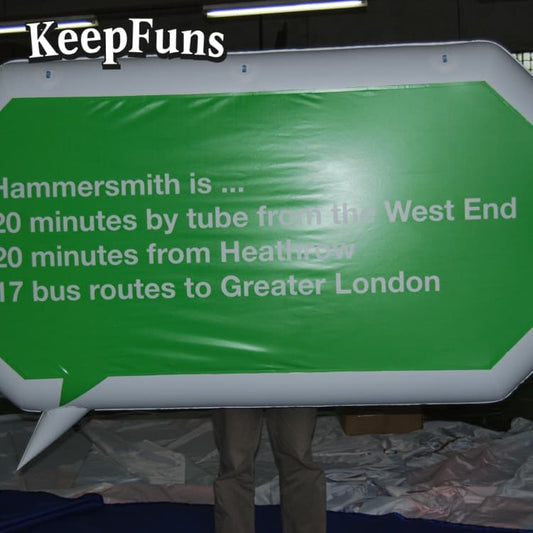 KeepFuns
Hammersmith is ...
20 minutes by tube from the West End
20 minutes from Heathrow
17 bus routes to Greater London